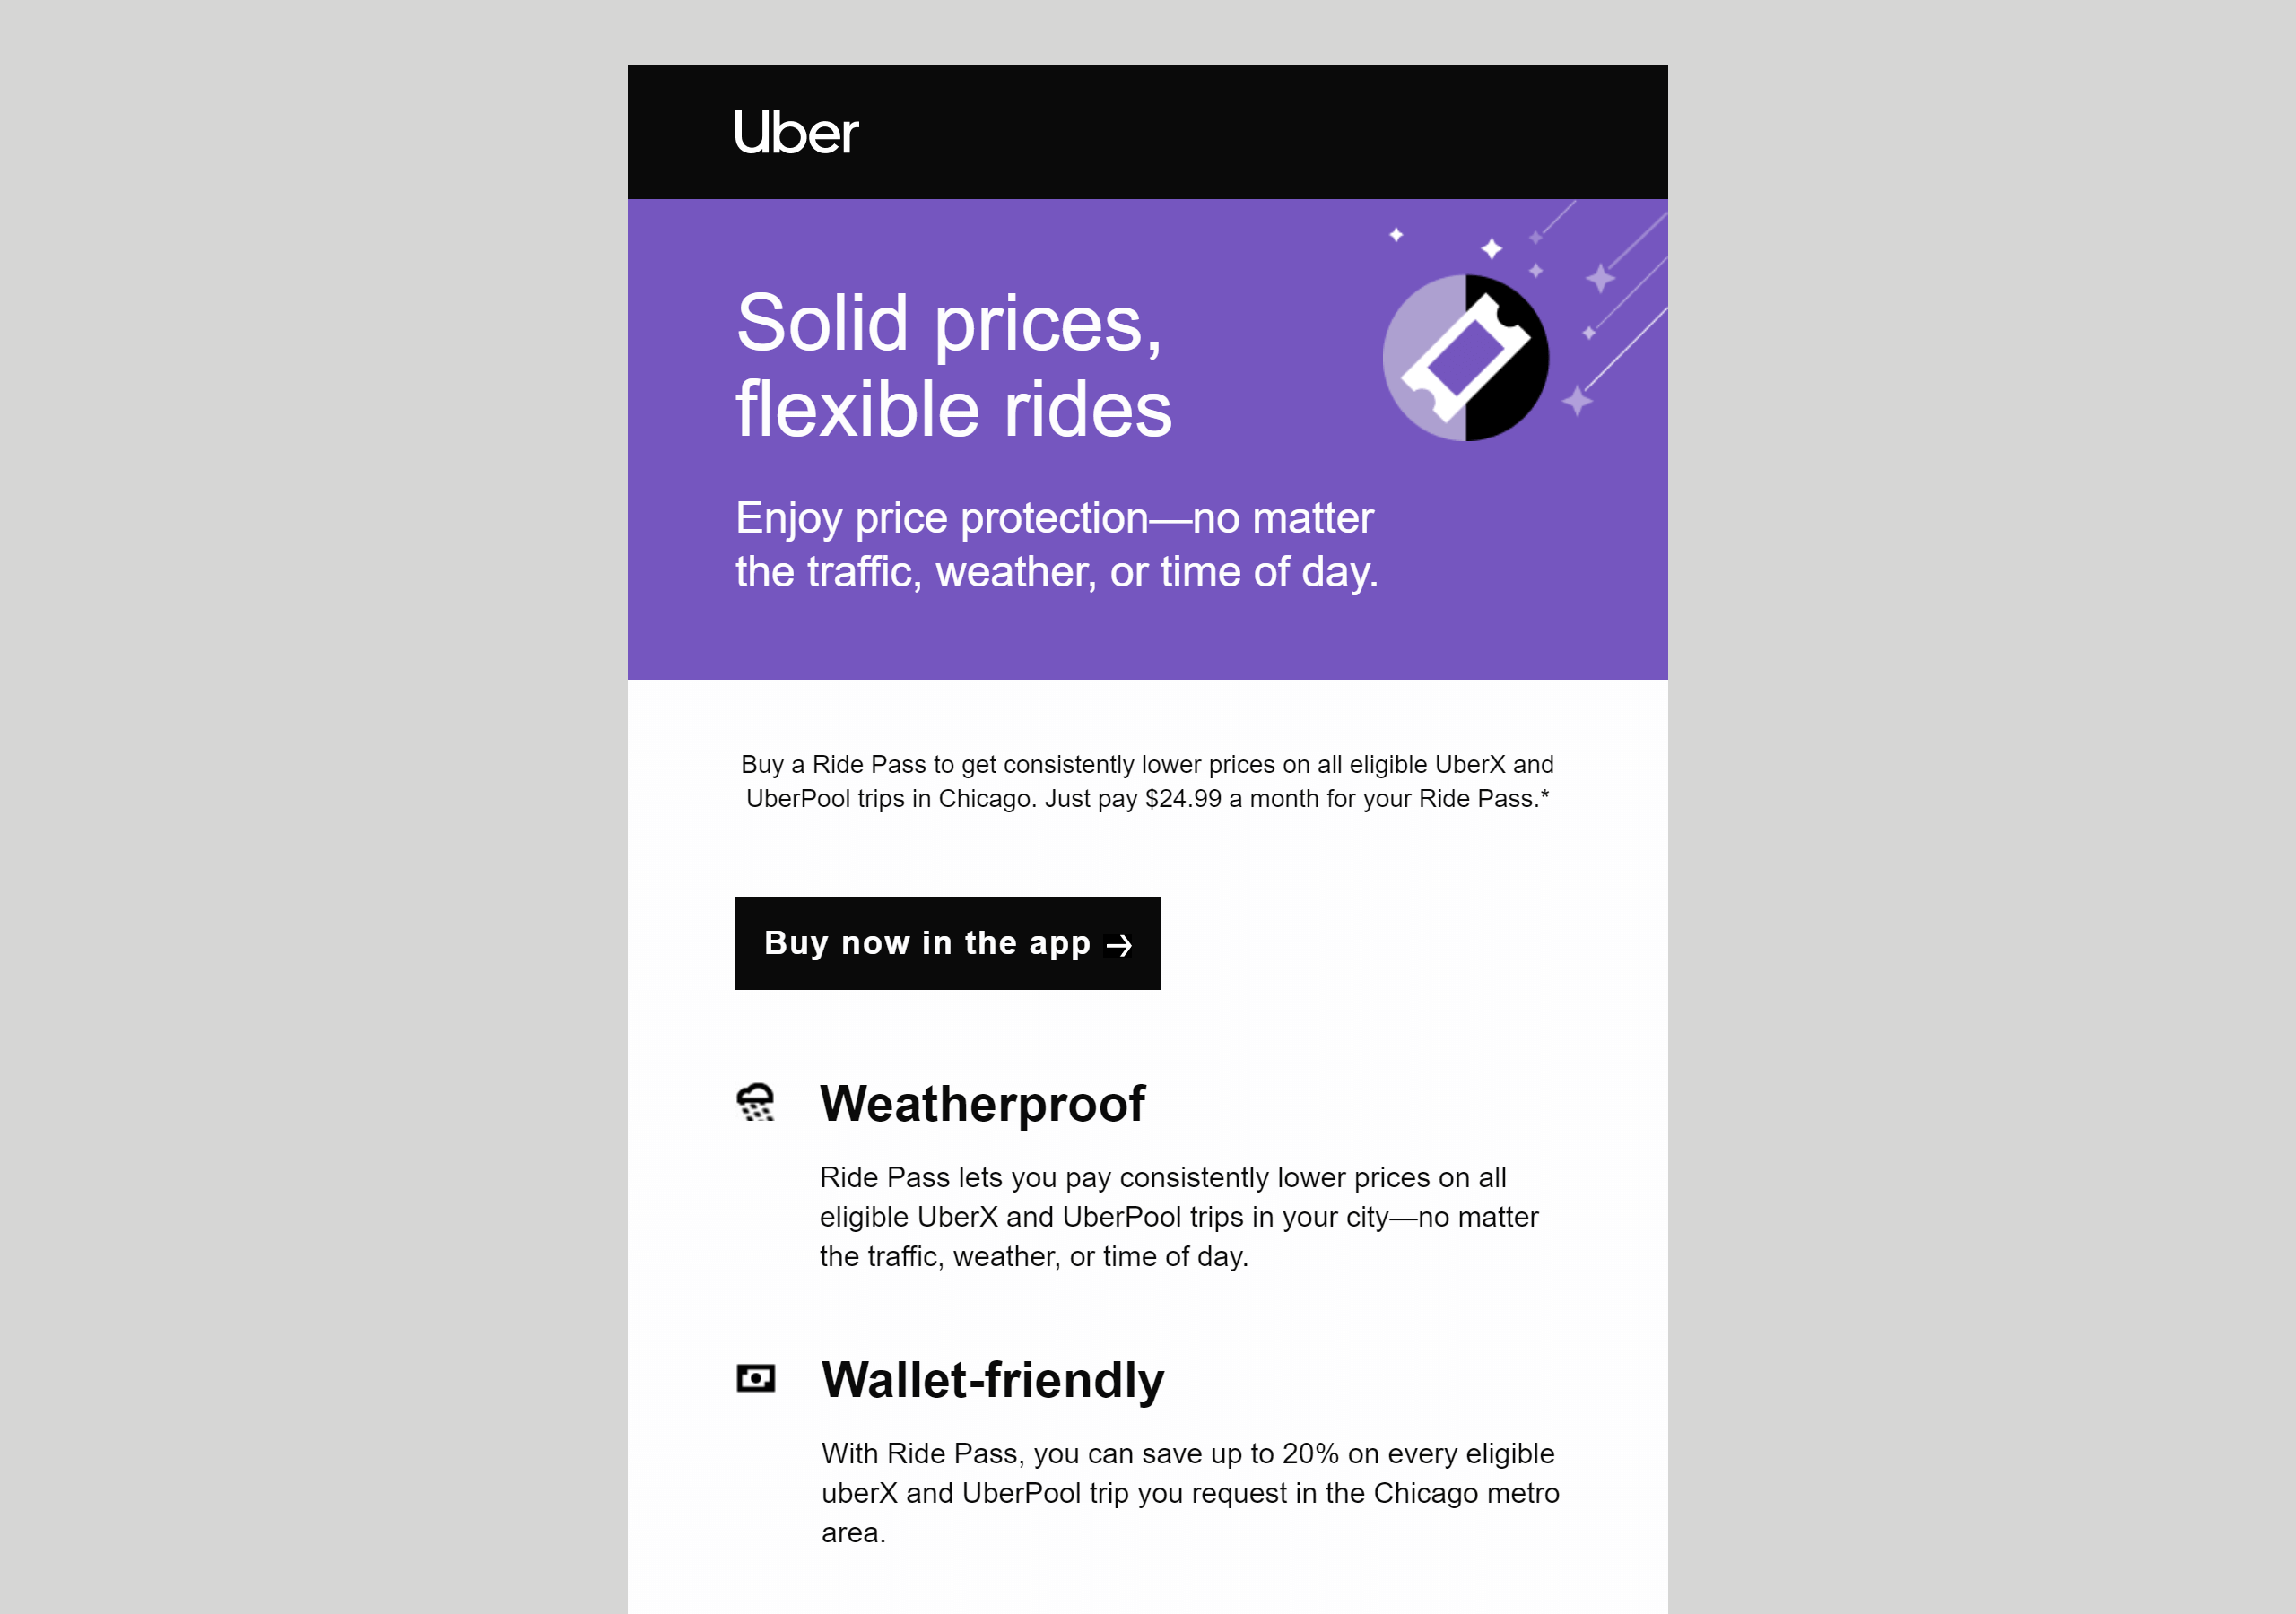 Uber
Solid prices,
flexible rides
Enjoy price protection—no matter
the traffic, weather, or time of day.
Buy a Ride Pass to get consistently lower prices on all eligible UberX and
UberPool trips in Chicago. Just pay $24.99 a month for your Ride Pass.*
Buy now in the app →
Weatherproof
Ride Pass lets you pay consistently lower prices on all
eligible UberX and UberPool trips in your city—no matter
the traffic, weather, or time of day.
Wallet-friendly
With Ride Pass, you can save up to 20% on every eligible
uberX and UberPool trip you request in the Chicago metro
area.